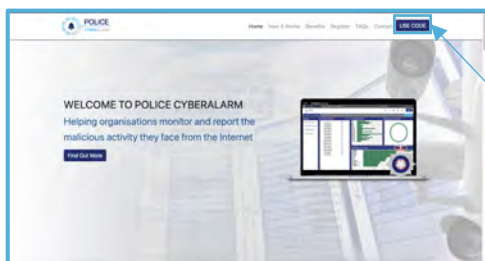 POLICE
CYBERALARM
Home How it Works Benefits Register FAQs Contact USE CODE
WELCOME TO POLICE CYBERALARM
Helping organisations monitor and report the
malicious activity they face from the Internet
Find Out More